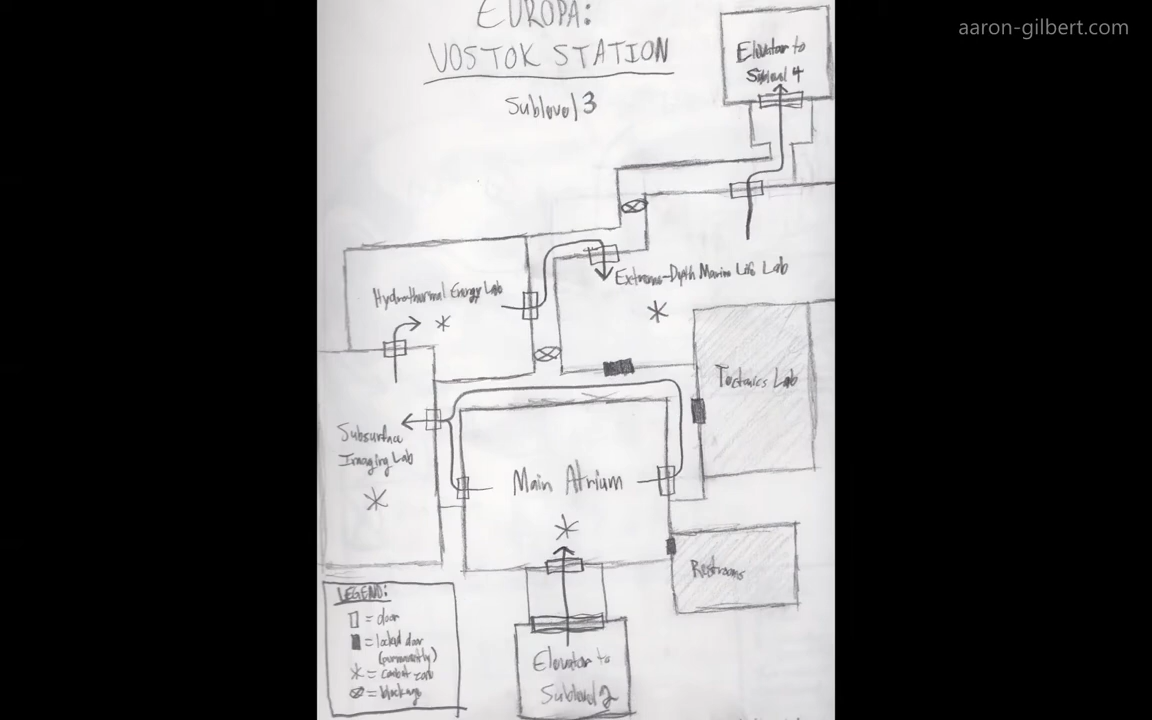 aaron-gilbert.com
EUROPA:
VOSTOK STATION
Sublevel 3
Elevator to
Sublevel 4
Hydrothermal Energy Lab
Extreme-Depth Marine Life Lab
Tectonics Lab
Subsurface
Imaging Lab
Main Atrium
Restrooms
Elevator to
Sublevel 2
LEGEND:
= door
= locked door
(permanently)
= combat zone
= blockage